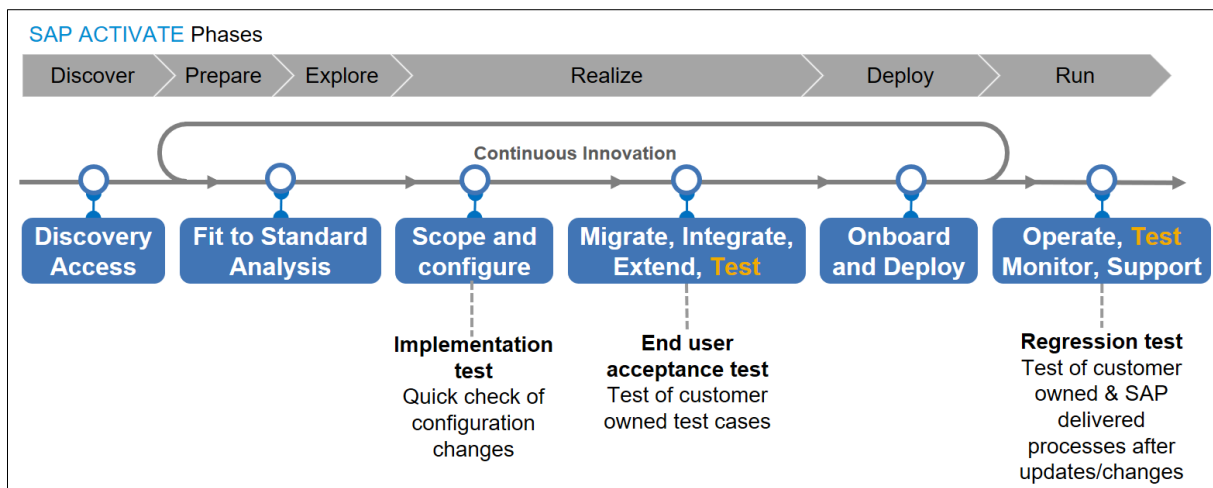 SAP ACTIVATE Phases
Discover
Prepare
Explore
Realize
Deploy
Run
Continuous Innovation
Discovery
Access
Fit to Standard
Analysis
Scope and
configure
Migrate, Integrate,
Extend, Test
Onboard
and Deploy
Operate, Test
Monitor, Support
Implementation
test
Quick check of
configuration
changes
End user
acceptance test
Test of customer
owned test cases
Regression test
Test of customer
owned & SAP
delivered
processes after
updates/changes